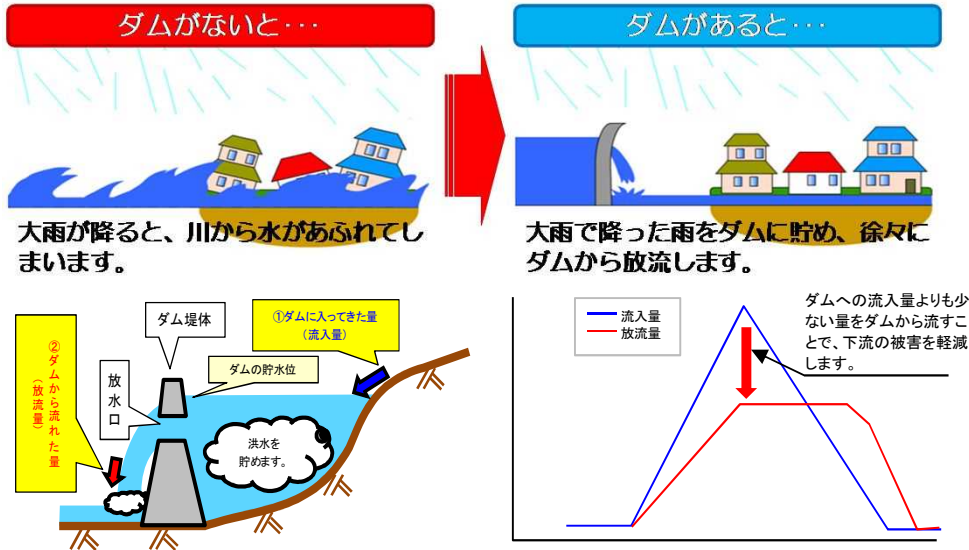 ダムがないと・・・
ダムがあると・・・
大雨が降ると、川から水があふれてし
まいます。
大雨で降った雨をダムに貯め、徐々に
ダムから放流します。
②ダムから流れた量
(放流量)
放水口
ダム堤体
①ダムに入ってきた量
(流入量)
ダムの貯水位
洪水を
貯めます。
流入量
放流量
ダムへの流入量よりも少
ない量をダムから流すこ
とで、下流の被害を軽減
します。